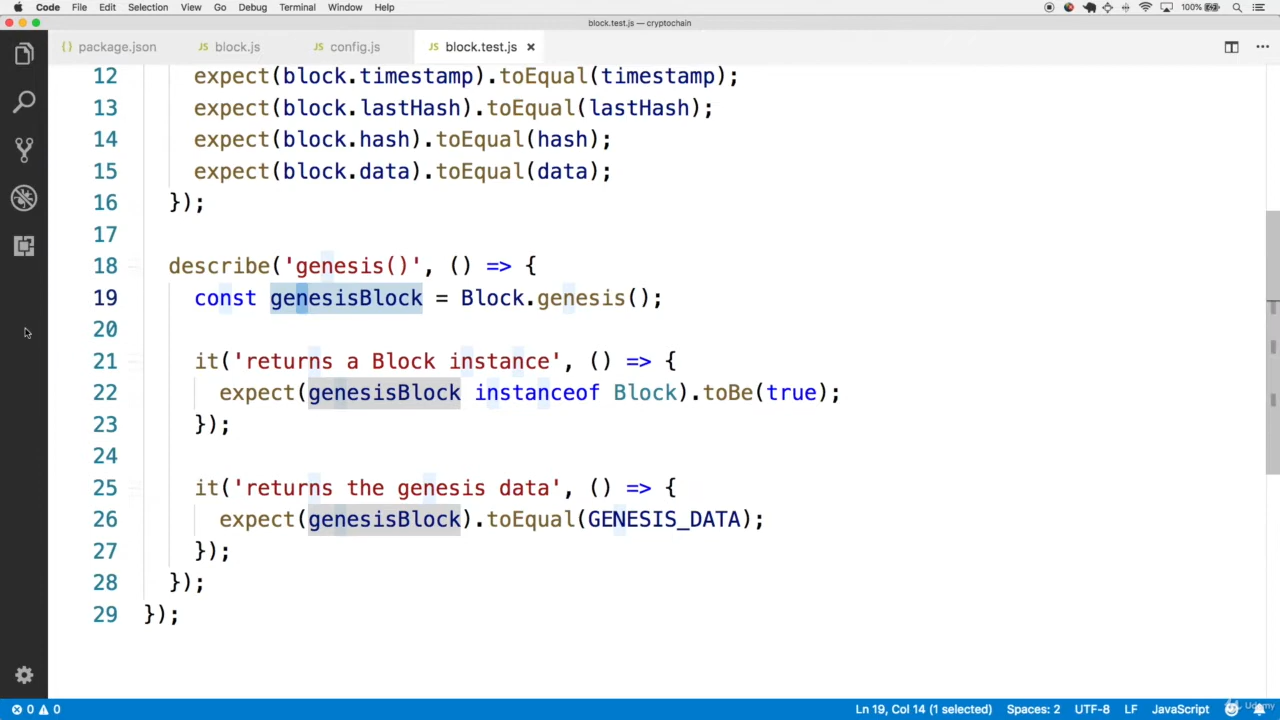 Code File Edit Selection View Go Debug Terminal Window Help 100%
block.test.js — cryptochain
{} package.json JS block.js JS config.js JS block.test.js ×
12 expect(block.timestamp).toEqual(timestamp);
13 expect(block.lastHash).toEqual(lastHash);
14 expect(block.hash).toEqual(hash);
15 expect(block.data).toEqual(data);
16 });
17
18 describe('genesis()', () => {
19 const genesisBlock = Block.genesis();
20
21 it('returns a Block instance', () => {
22 expect(genesisBlock instanceof Block).toBe(true);
23 });
24
25 it('returns the genesis data', () => {
26 expect(genesisBlock).toEqual(GENESIS_DATA);
27 });
28 });
29 });
0 0 Ln 19, Col 14 (1 selected) Spaces: 2 UTF-8 LF JavaScript Udemy